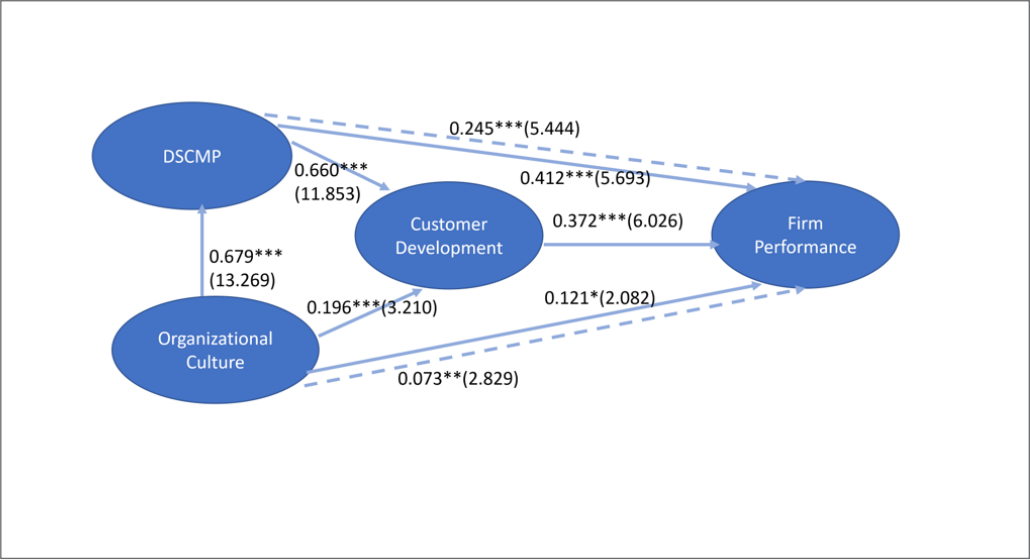 0.245***(5.444)
DSCMP
0.660***
(11.853)
0.412***(5.693)
Customer
Development
0.372***(6.026)
Firm
Performance
0.679***
(13.269)
0.196***(3.210)
0.121*(2.082)
Organizational
Culture
0.073**(2.829)